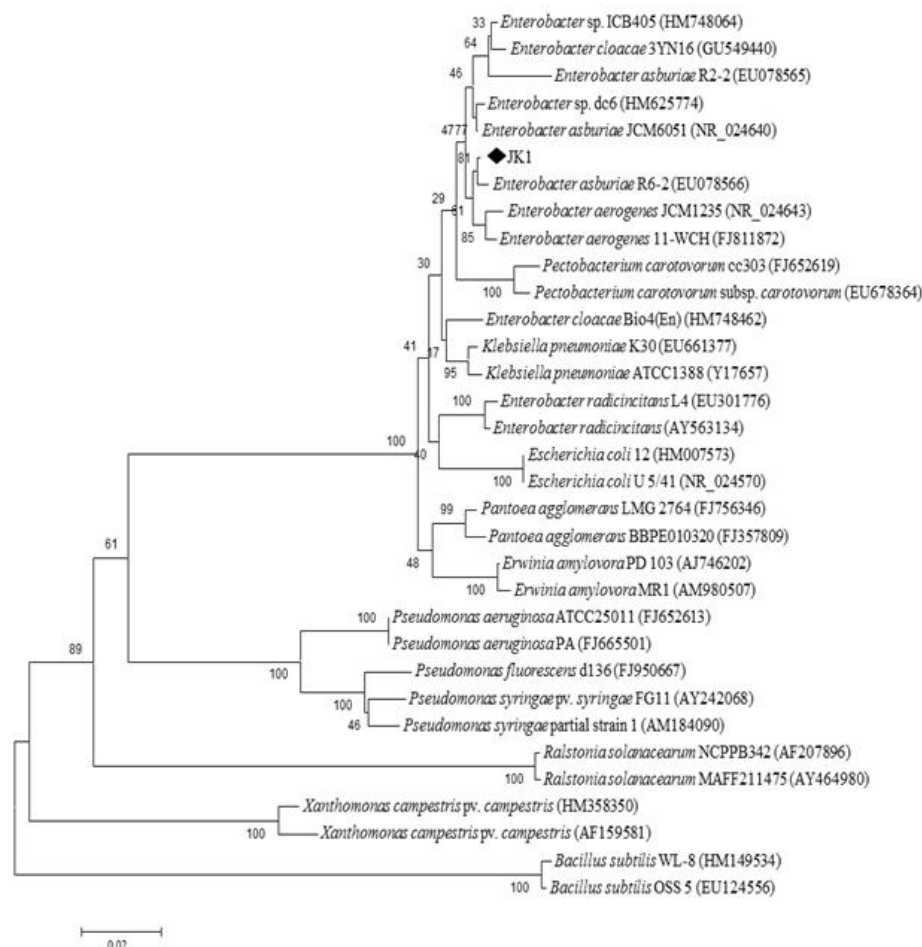 33 Enterobacter sp. ICB405 (HM748064)
64 Enterobacter cloacae 3YN16 (GU549440)
46 Enterobacter asburiae R2-2 (EU078565)
Enterobacter sp. dc6 (HM625774)
4777 Enterobacter asburiae JCM6051 (NR_024640)
81 JK1
Enterobacter asburiae R6-2 (EU078566)
29 61 Enterobacter aerogenes JCM1235 (NR_024643)
85 Enterobacter aerogenes 11-WCH (FJ811872)
30 Pectobacterium carotovorum cc303 (FJ652619)
100 Pectobacterium carotovorum subsp. carotovorum (EU678364)
Enterobacter cloacae Bio4(En) (HM748462)
41 17 Klebsiella pneumoniae K30 (EU661377)
95 Klebsiella pneumoniae ATCC1388 (Y17657)
100 Enterobacter radicincitans L4 (EU301776)
Enterobacter radicincitans (AY563134)
100 40 Escherichia coli 12 (HM007573)
100 Escherichia coli U 5/41 (NR_024570)
99 Pantoea agglomerans LMG 2764 (FJ756346)
61 Pantoea agglomerans BBPE010320 (FJ357809)
48 Erwinia amylovora PD 103 (AJ746202)
100 Erwinia amylovora MR1 (AM980507)
100 Pseudomonas aeruginosa ATCC25011 (FJ652613)
Pseudomonas aeruginosa PA (FJ665501)
89 100 Pseudomonas fluorescens d136 (FJ950667)
100 Pseudomonas syringae pv. syringae FG11 (AY242068)
46 Pseudomonas syringae partial strain 1 (AM184090)
Ralstonia solanacearum NCPPB342 (AF207896)
100 Ralstonia solanacearum MAFF211475 (AY464980)
Xanthomonas campestris pv. campestris (HM358350)
100 Xanthomonas campestris pv. campestris (AF159581)
Bacillus subtilis WL-8 (HM149534)
100 Bacillus subtilis OSS 5 (EU124556)
0.02